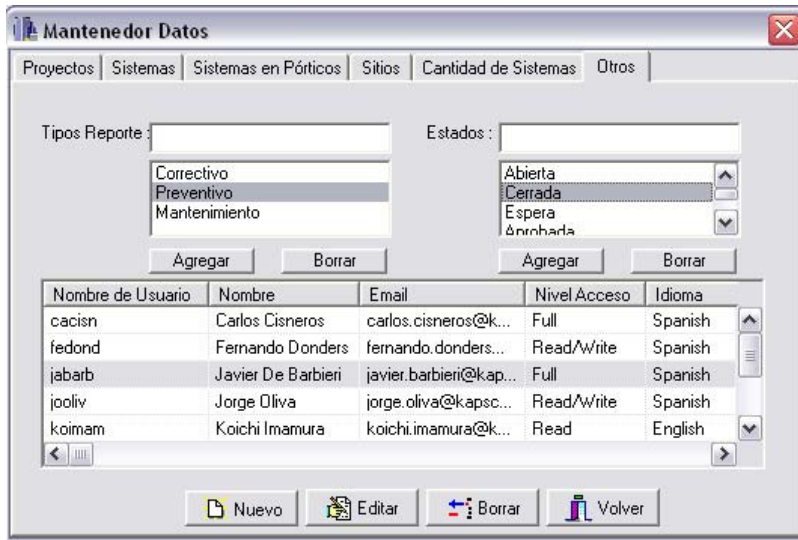 Mantenedor Datos
Proyectos Sistemas Sistemas en Pórticos Sitios Cantidad de Sistemas Otros
Tipos Reporte : Estados :
Correctivo Abierta
Preventivo Cerrada
Mantenimiento Espera
Aprobada
Agregar Borrar Agregar Borrar
Nombre de Usuario Nombre Email Nivel Acceso Idioma
cacisn Carlos Cisneros carlos.cisneros@k... Full Spanish
fedond Fernando Donders fernando.donders... Read/Write Spanish
jabarb Javier De Barbieri javier.barbieri@kap... Full Spanish
jooliv Jorge Oliva jorge.oliva@kapsc... Read/Write Spanish
koimam Koichi Imamura koichi.imamura@k... Read English
Nuevo Editar Borrar Volver